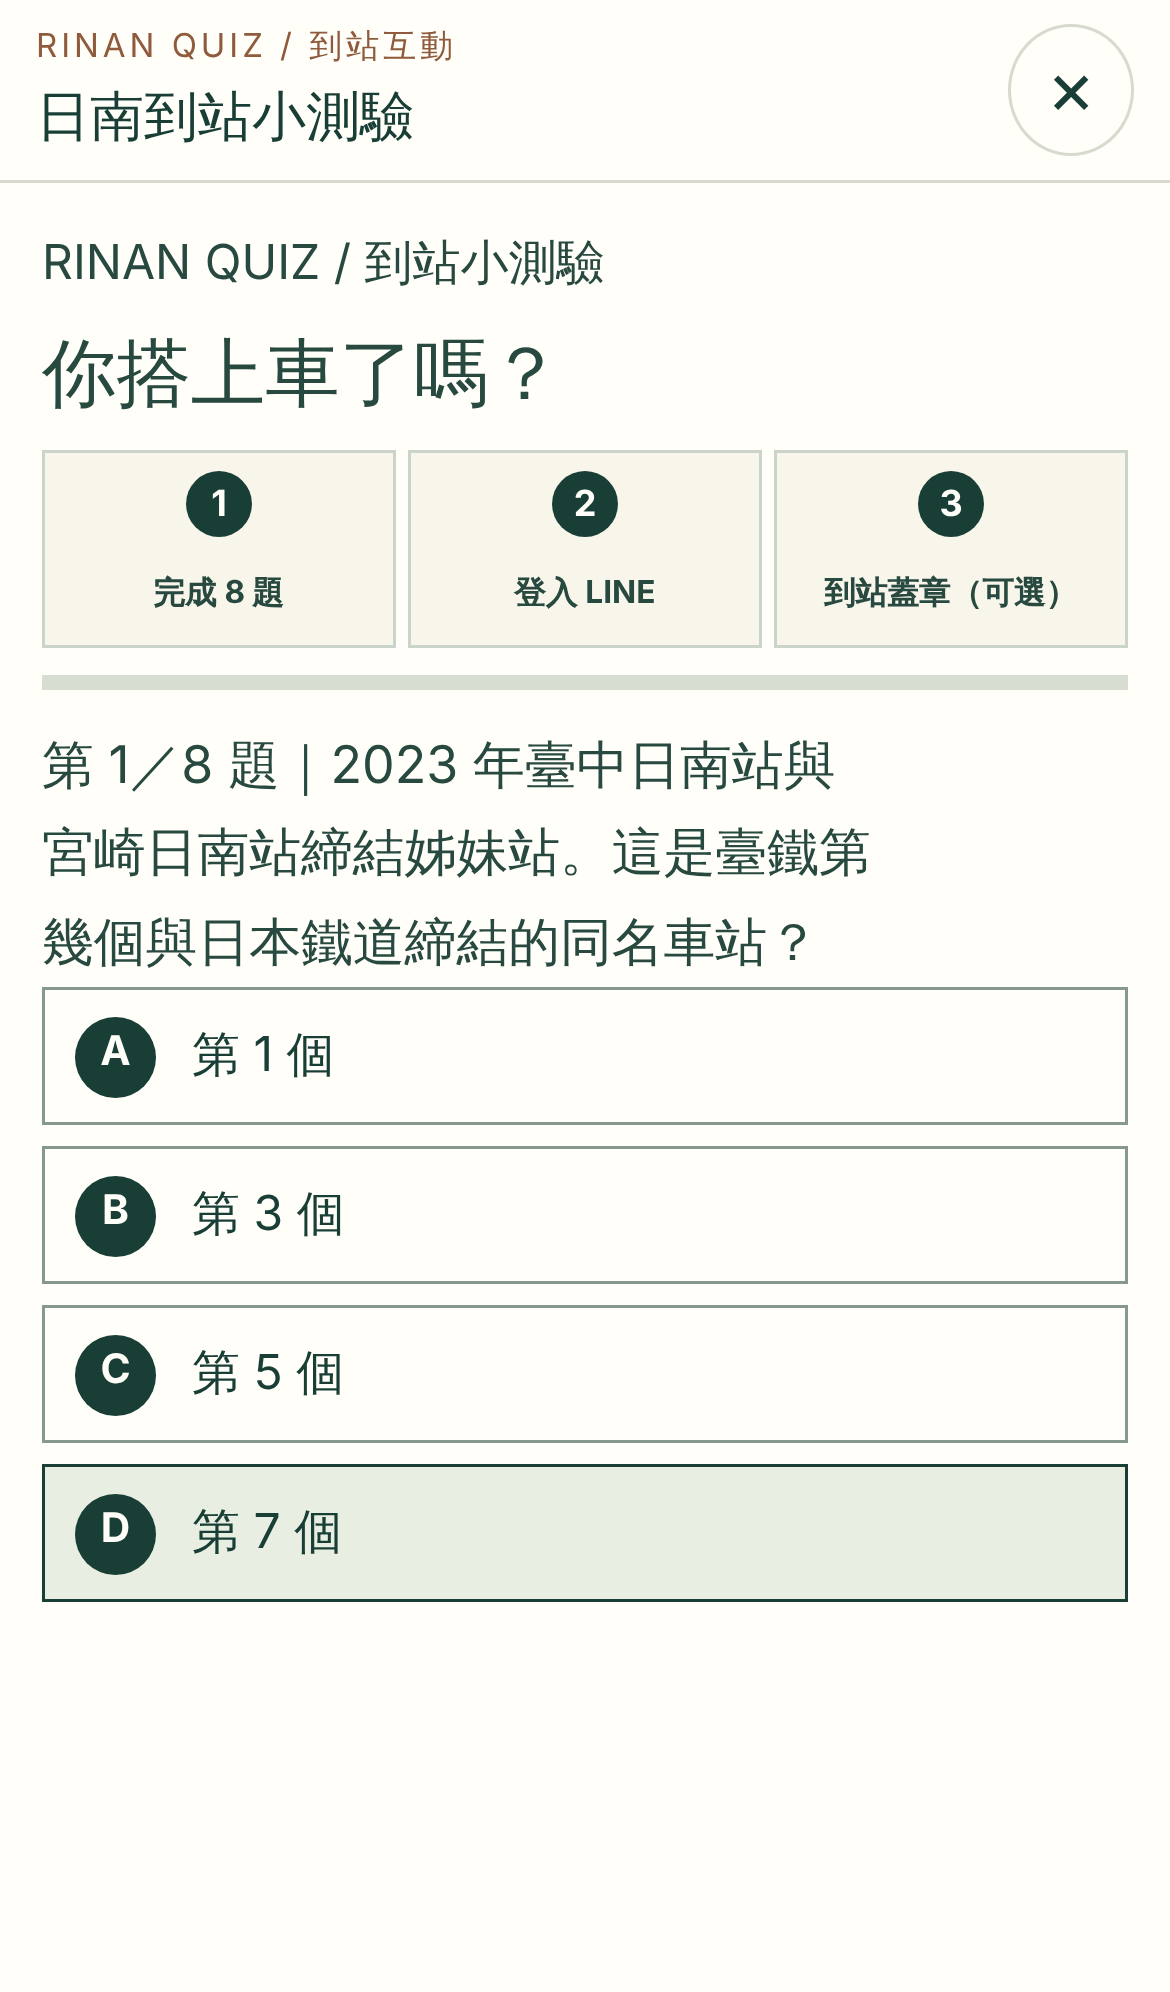 RINAN QUIZ / 到站互動
日南到站小測驗
×
RINAN QUIZ / 到站小測驗
你搭上車了嗎？
1
完成 8 題
2
登入 LINE
3
到站蓋章（可選）
第 1／8 題｜2023 年臺中日南站與
宮崎日南站締結姊妹站。這是臺鐵第
幾個與日本鐵道締結的同名車站？
A 第 1 個
B 第 3 個
C 第 5 個
D 第 7 個